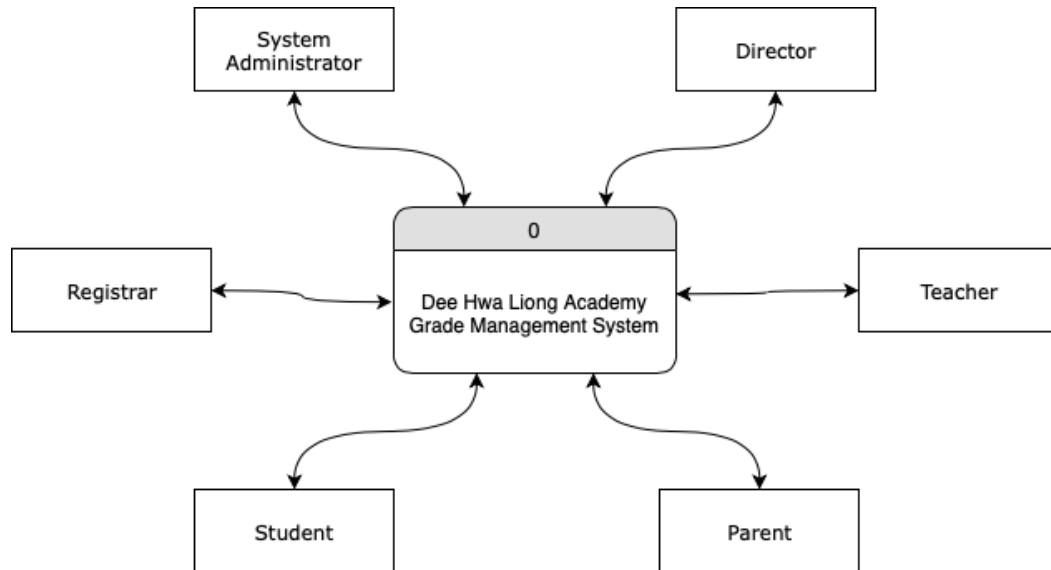 System
Administrator
Director
0
Registrar
Dee Hwa Liong Academy
Grade Management System
Teacher
Student
Parent